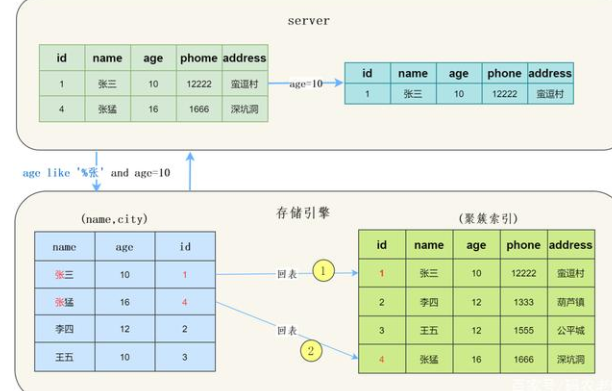 server
id name age phome address
1 张三 10 12222 蛮逗村
4 张猛 16 1666 深坑洞
age=10
id name age phone address
1 张三 10 12222 蛮逗村
age like '%张' and age=10
存储引擎
(name,city)
name age id
张三 10 1
张猛 16 4
李四 12 2
王五 10 3
回表 1
回表 2
(聚簇索引)
id name age phone address
1 张三 10 12222 蛮逗村
2 李四 12 1333 葫芦镇
3 王五 12 1555 公平城
4 张猛 16 1666 深坑洞